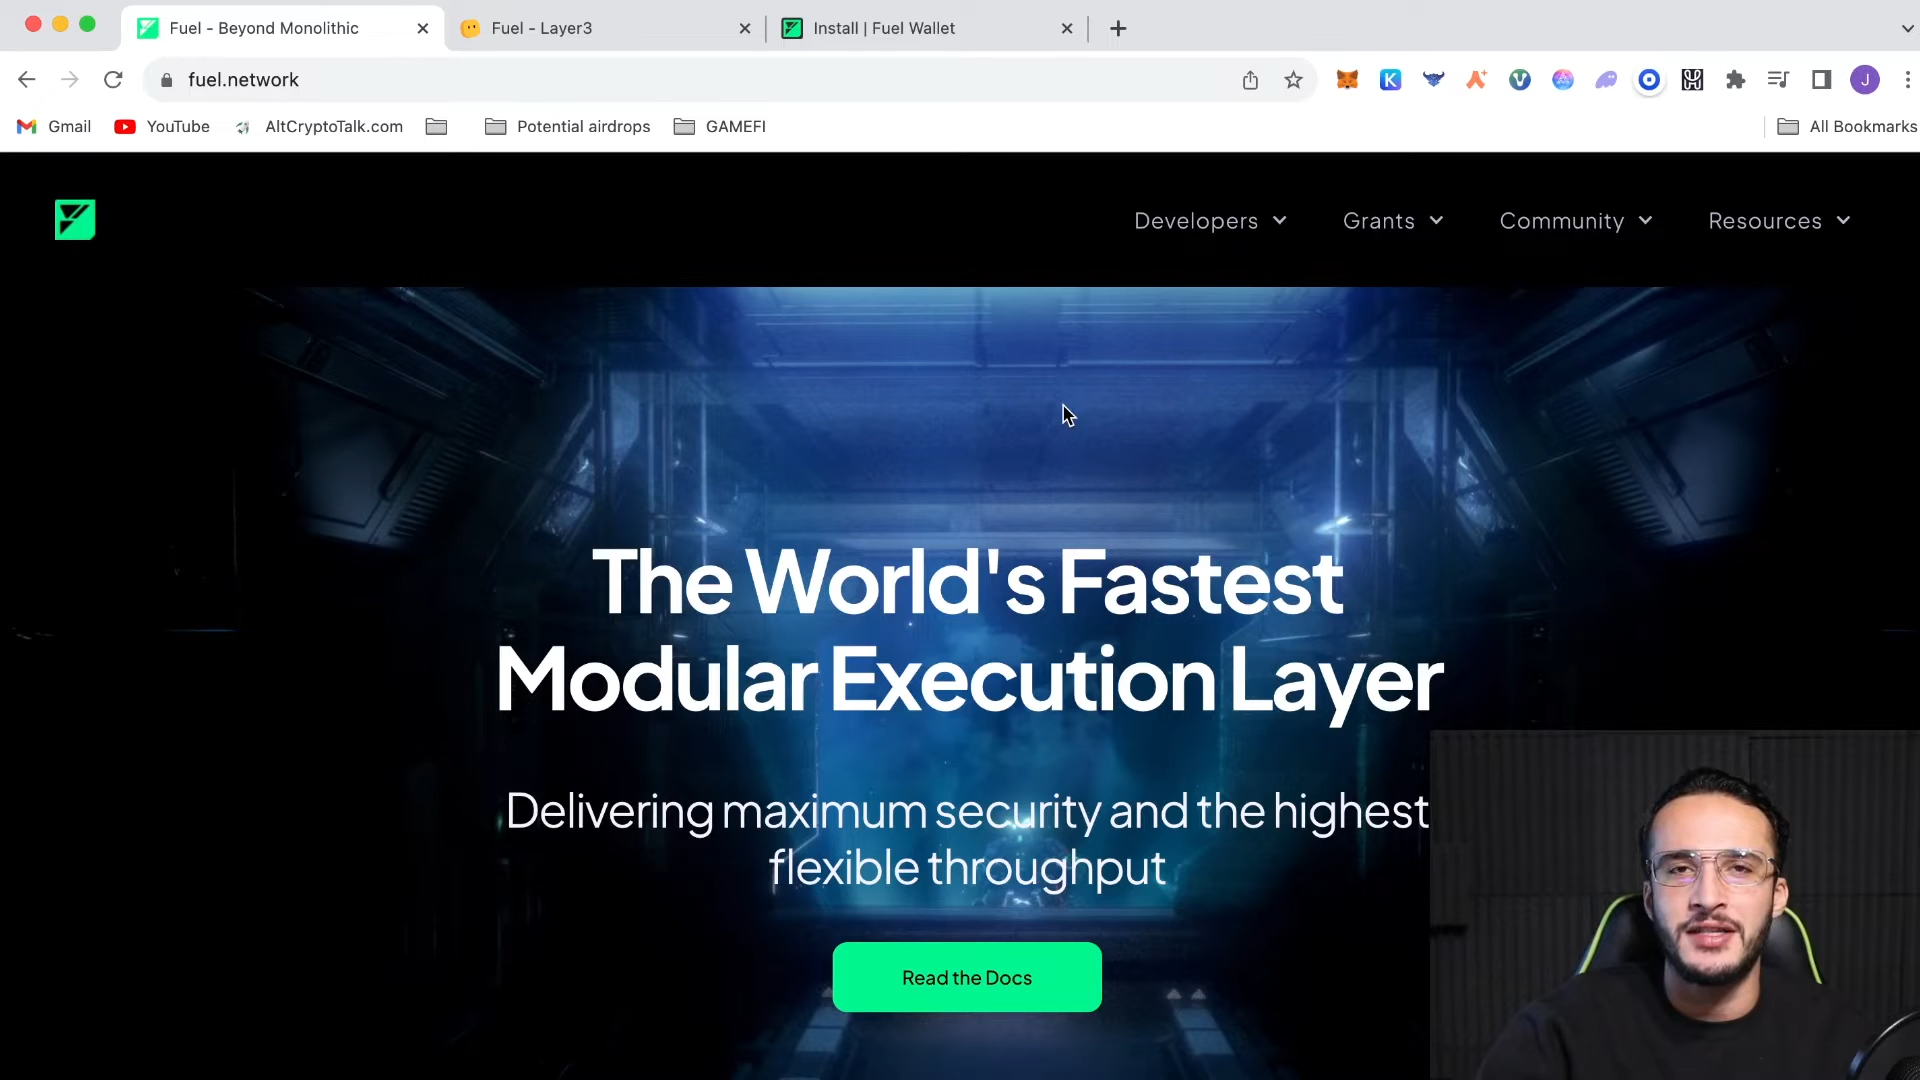 Fuel - Beyond Monolithic
Fuel - Layer3
Install | Fuel Wallet
fuel.network
K
J
Gmail
YouTube
AltCryptoTalk.com
Potential airdrops
GAMEFI
All Bookmarks
Developers
Grants
Community
Resources
The World's Fastest
Modular Execution Layer
Delivering maximum security and the highest
flexible throughput
Read the Docs